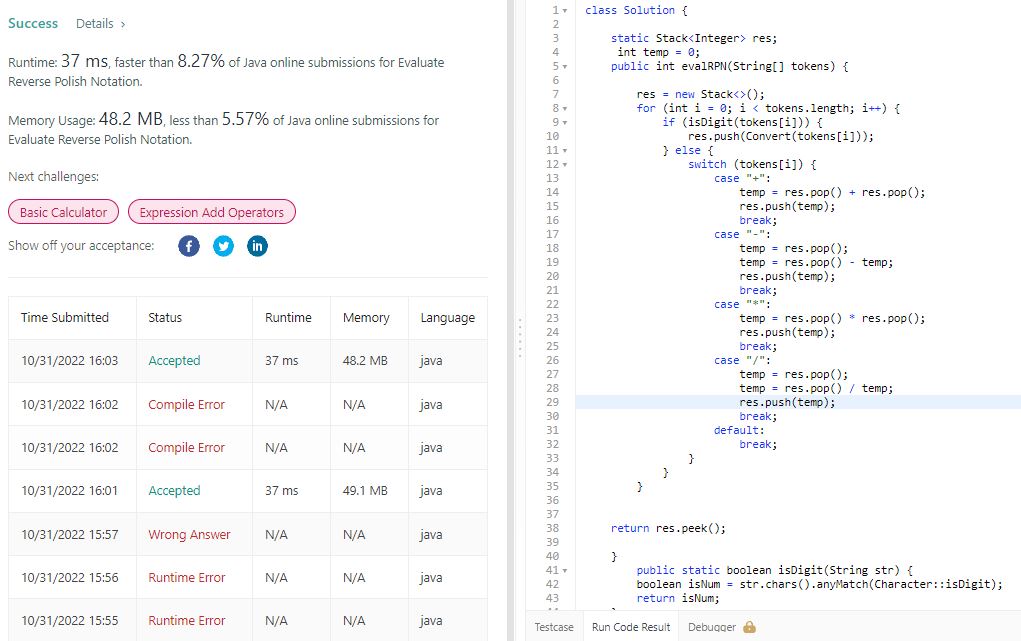 Success Details ›
Runtime: 37 ms, faster than 8.27% of Java online submissions for Evaluate
Reverse Polish Notation.
Memory Usage: 48.2 MB, less than 5.57% of Java online submissions for
Evaluate Reverse Polish Notation.
Next challenges:
Basic Calculator Expression Add Operators
Show off your acceptance: f in
Time Submitted Status Runtime Memory Language
10/31/2022 16:03 Accepted 37 ms 48.2 MB java
10/31/2022 16:02 Compile Error N/A N/A java
10/31/2022 16:02 Compile Error N/A N/A java
10/31/2022 16:01 Accepted 37 ms 49.1 MB java
10/31/2022 15:57 Wrong Answer N/A N/A java
10/31/2022 15:56 Runtime Error N/A N/A java
10/31/2022 15:55 Runtime Error N/A N/A java
1 class Solution {
2
3 static Stack<Integer> res;
4 int temp = 0;
5 public int evalRPN(String[] tokens) {
6
7 res = new Stack<>();
8 for (int i = 0; i < tokens.length; i++) {
9 if (isDigit(tokens[i])) {
10 res.push(Convert(tokens[i]));
11 } else {
12 switch (tokens[i]) {
13 case "+":
14 temp = res.pop() + res.pop();
15 res.push(temp);
16 break;
17 case "-":
18 temp = res.pop();
19 temp = res.pop() - temp;
20 res.push(temp);
21 break;
22 case "*":
23 temp = res.pop() * res.pop();
24 res.push(temp);
25 break;
26 case "/":
27 temp = res.pop();
28 temp = res.pop() / temp;
29 res.push(temp);
30 break;
31 default:
32 break;
33 }
34 }
35 }
36
37
38 return res.peek();
39
40 }
41 public static boolean isDigit(String str) {
42 boolean isNum = str.chars().anyMatch(Character::isDigit);
43 return isNum;
Testcase Run Code Result Debugger